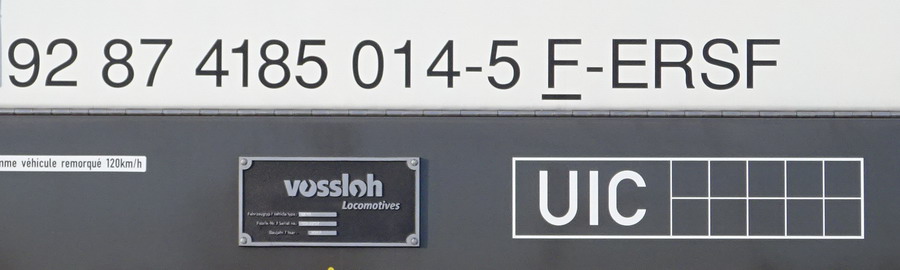 92 87 4185 014-5 F-ERSF
mme véhicule remorqué 120km/h
vossloh
Locomotives
UIC